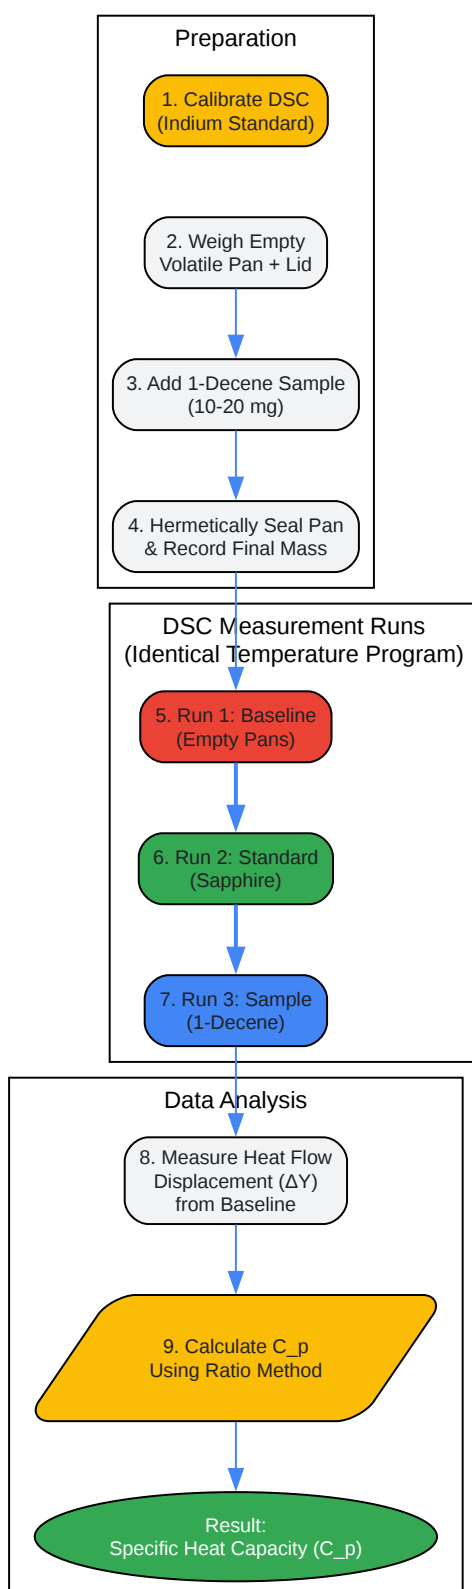 Preparation
1. Calibrate DSC
(Indium Standard)
2. Weigh Empty
Volatile Pan + Lid
3. Add 1-Decene Sample
(10-20 mg)
4. Hermetically Seal Pan
& Record Final Mass
DSC Measurement Runs
(Identical Temperature Program)
5. Run 1: Baseline
(Empty Pans)
6. Run 2: Standard
(Sapphire)
7. Run 3: Sample
(1-Decene)
Data Analysis
8. Measure Heat Flow
Displacement (ΔY)
from Baseline
9. Calculate C_p
Using Ratio Method
Result:
Specific Heat Capacity (C_p)